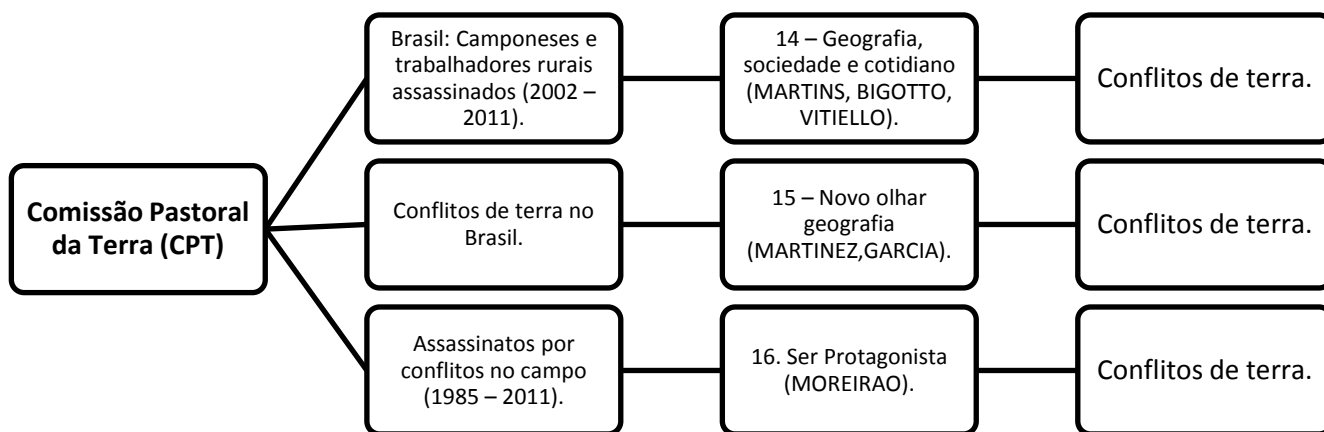 Comissão Pastoral
da Terra (CPT)
Brasil: Camponeses e
trabalhadores rurais
assassinados (2002 –
2011).
14 – Geografia,
sociedade e cotidiano
(MARTINS, BIGOTTO,
VITIELLO).
Conflitos de terra.
Conflitos de terra no
Brasil.
15 – Novo olhar
geografia
(MARTINEZ,GARCIA).
Conflitos de terra.
Assassinatos por
conflitos no campo
(1985 – 2011).
16. Ser Protagonista
(MOREIRAO).
Conflitos de terra.